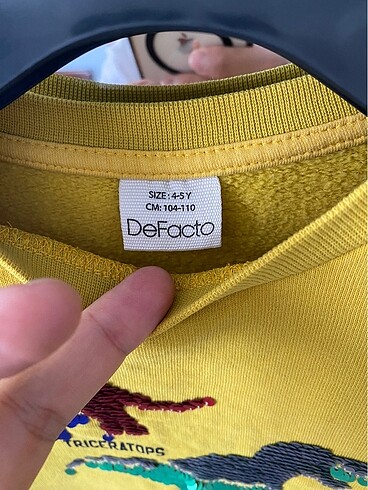 SIZE : 4-5 Y
CM: 104-110
DeFacto
TRICERATOPS